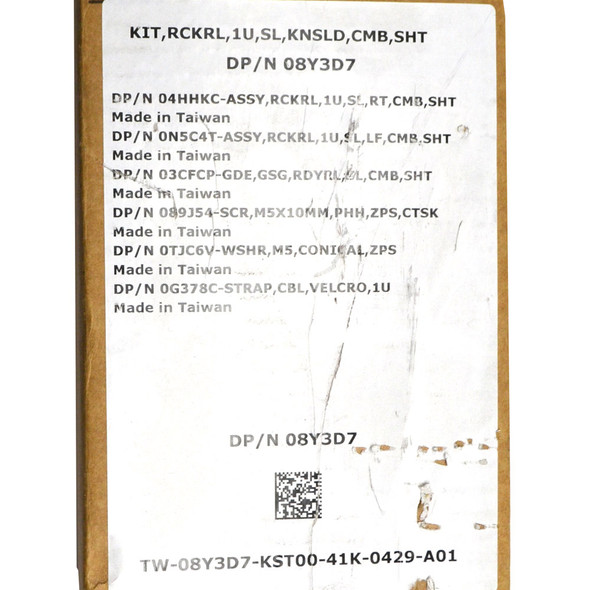 KIT,RCKRL,1U,SL,KNSLD,CMB,SHT
DP/N 08Y3D7
DP/N 04HHKC-ASSY,RCKRL,1U,SL,RT,CMB,SHT
Made in Taiwan
DP/N 0N5C4T-ASSY,RCKRL,1U,SL,LF,CMB,SHT
Made in Taiwan
DP/N 03CFCP-GDE,GSG,RDYRL,SL,CMB,SHT
Made in Taiwan
DP/N 089J54-SCR,M5X10MM,PHH,ZPS,CTSK
Made in Taiwan
DP/N 0TJC6V-WSHR,M5,CONICAL,ZPS
Made in Taiwan
DP/N 0G378C-STRAP,CBL,VELCRO,1U
Made in Taiwan
DP/N 08Y3D7
TW-08Y3D7-KST00-41K-0429-A01